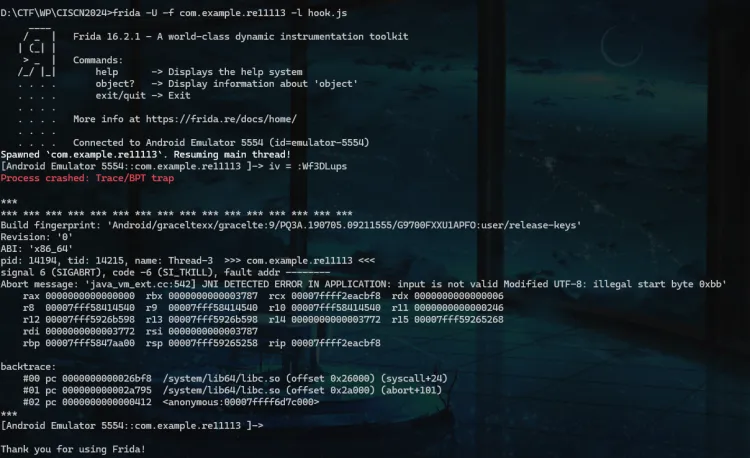 D:\CTF\WP\CISCN2024>frida -U -f com.example.re11113 -l hook.js
     ____
    / _  |   Frida 16.2.1 - A world-class dynamic instrumentation toolkit
   | (_| |
    > _  |   Commands:
   /_/ |_|       help      -> Displays the help system
   . . . .       object?   -> Display information about 'object'
   . . . .       exit/quit -> Exit
   . . . .
   . . . .   More info at https://frida.re/docs/home/
   . . . .
   . . . .   Connected to Android Emulator 5554 (id=emulator-5554)
Spawned `com.example.re11113`. Resuming main thread!
[Android Emulator 5554::com.example.re11113 ]-> iv = :Wf3DLups
Process crashed: Trace/BPT trap

***
*** *** *** *** *** *** *** *** *** *** *** *** *** *** *** ***
Build fingerprint: 'Android/graceltexx/gracelte:9/PQ3A.190705.09211555/G9700FXXU1APFO:user/release-keys'
Revision: '0'
ABI: 'x86_64'
pid: 14194, tid: 14215, name: Thread-3  >>> com.example.re11113 <<<
signal 6 (SIGABRT), code -6 (SI_TKILL), fault addr --------
Abort message: 'java_vm_ext.cc:542] JNI DETECTED ERROR IN APPLICATION: input is not valid Modified UTF-8: illegal start byte 0xbb'
    rax 0000000000000000  rbx 0000000000003787  rcx 00007ffff2eacbf8  rdx 0000000000000006
    r8  00007fff58414540  r9  00007fff58414540  r10 00007fff58414540  r11 0000000000000246
    r12 00007fff5926b598  r13 00007fff5926b598  r14 0000000000003772  r15 00007fff59265268
    rdi 0000000000003772  rsi 0000000000003787
    rbp 00007fff5847aa00  rsp 00007fff59265258  rip 00007ffff2eacbf8

backtrace:
    #00 pc 0000000000026bf8  /system/lib64/libc.so (offset 0x26000) (syscall+24)
    #01 pc 000000000002a795  /system/lib64/libc.so (offset 0x2a000) (abort+101)
    #02 pc 0000000000000412  <anonymous:00007ffff6d7c000>
***
[Android Emulator 5554::com.example.re11113 ]->

Thank you for using Frida!